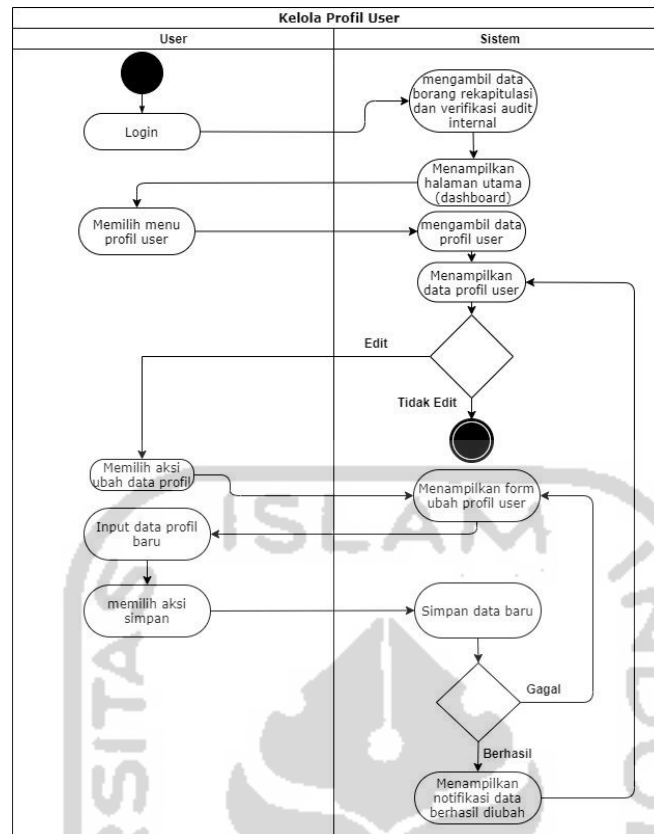 Kelola Profil User
User
Sistem
mengambil data
borang rekapitulasi
dan verifikasi audit
internal
Login
Menampilkan
halaman utama
(dashboard)
Memilih menu
profil user
mengambil data
profil user
Menampilkan
data profil user
Edit
Tidak Edit
Memilih aksi
ubah data profil
Menampilkan form
ubah profil user
Input data profil
baru
memilih aksi
simpan
Simpan data baru
Gagal
Berhasil
Menampilkan
notifikasi data
berhasil diubah
ISLAM